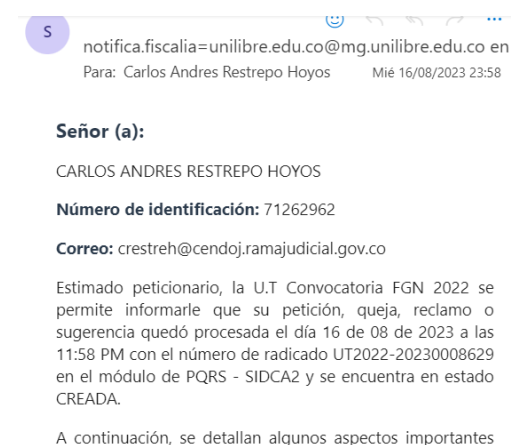 S
notifica.fiscalia=unilibre.edu.co@mg.unilibre.edu.co en
Para: Carlos Andres Restrepo Hoyos Mié 16/08/2023 23:58
Señor (a):
CARLOS ANDRES RESTREPO HOYOS
Número de identificación: 71262962
Correo: crestreh@cendoj.ramajudicial.gov.co
Estimado peticionario, la U.T Convocatoria FGN 2022 se
permite informarle que su petición, queja, reclamo o
sugerencia quedó procesada el día 16 de 08 de 2023 a las
11:58 PM con el número de radicado UT2022-20230008629
en el módulo de PQRS - SIDCA2 y se encuentra en estado
CREADA.
A continuación, se detallan algunos aspectos importantes